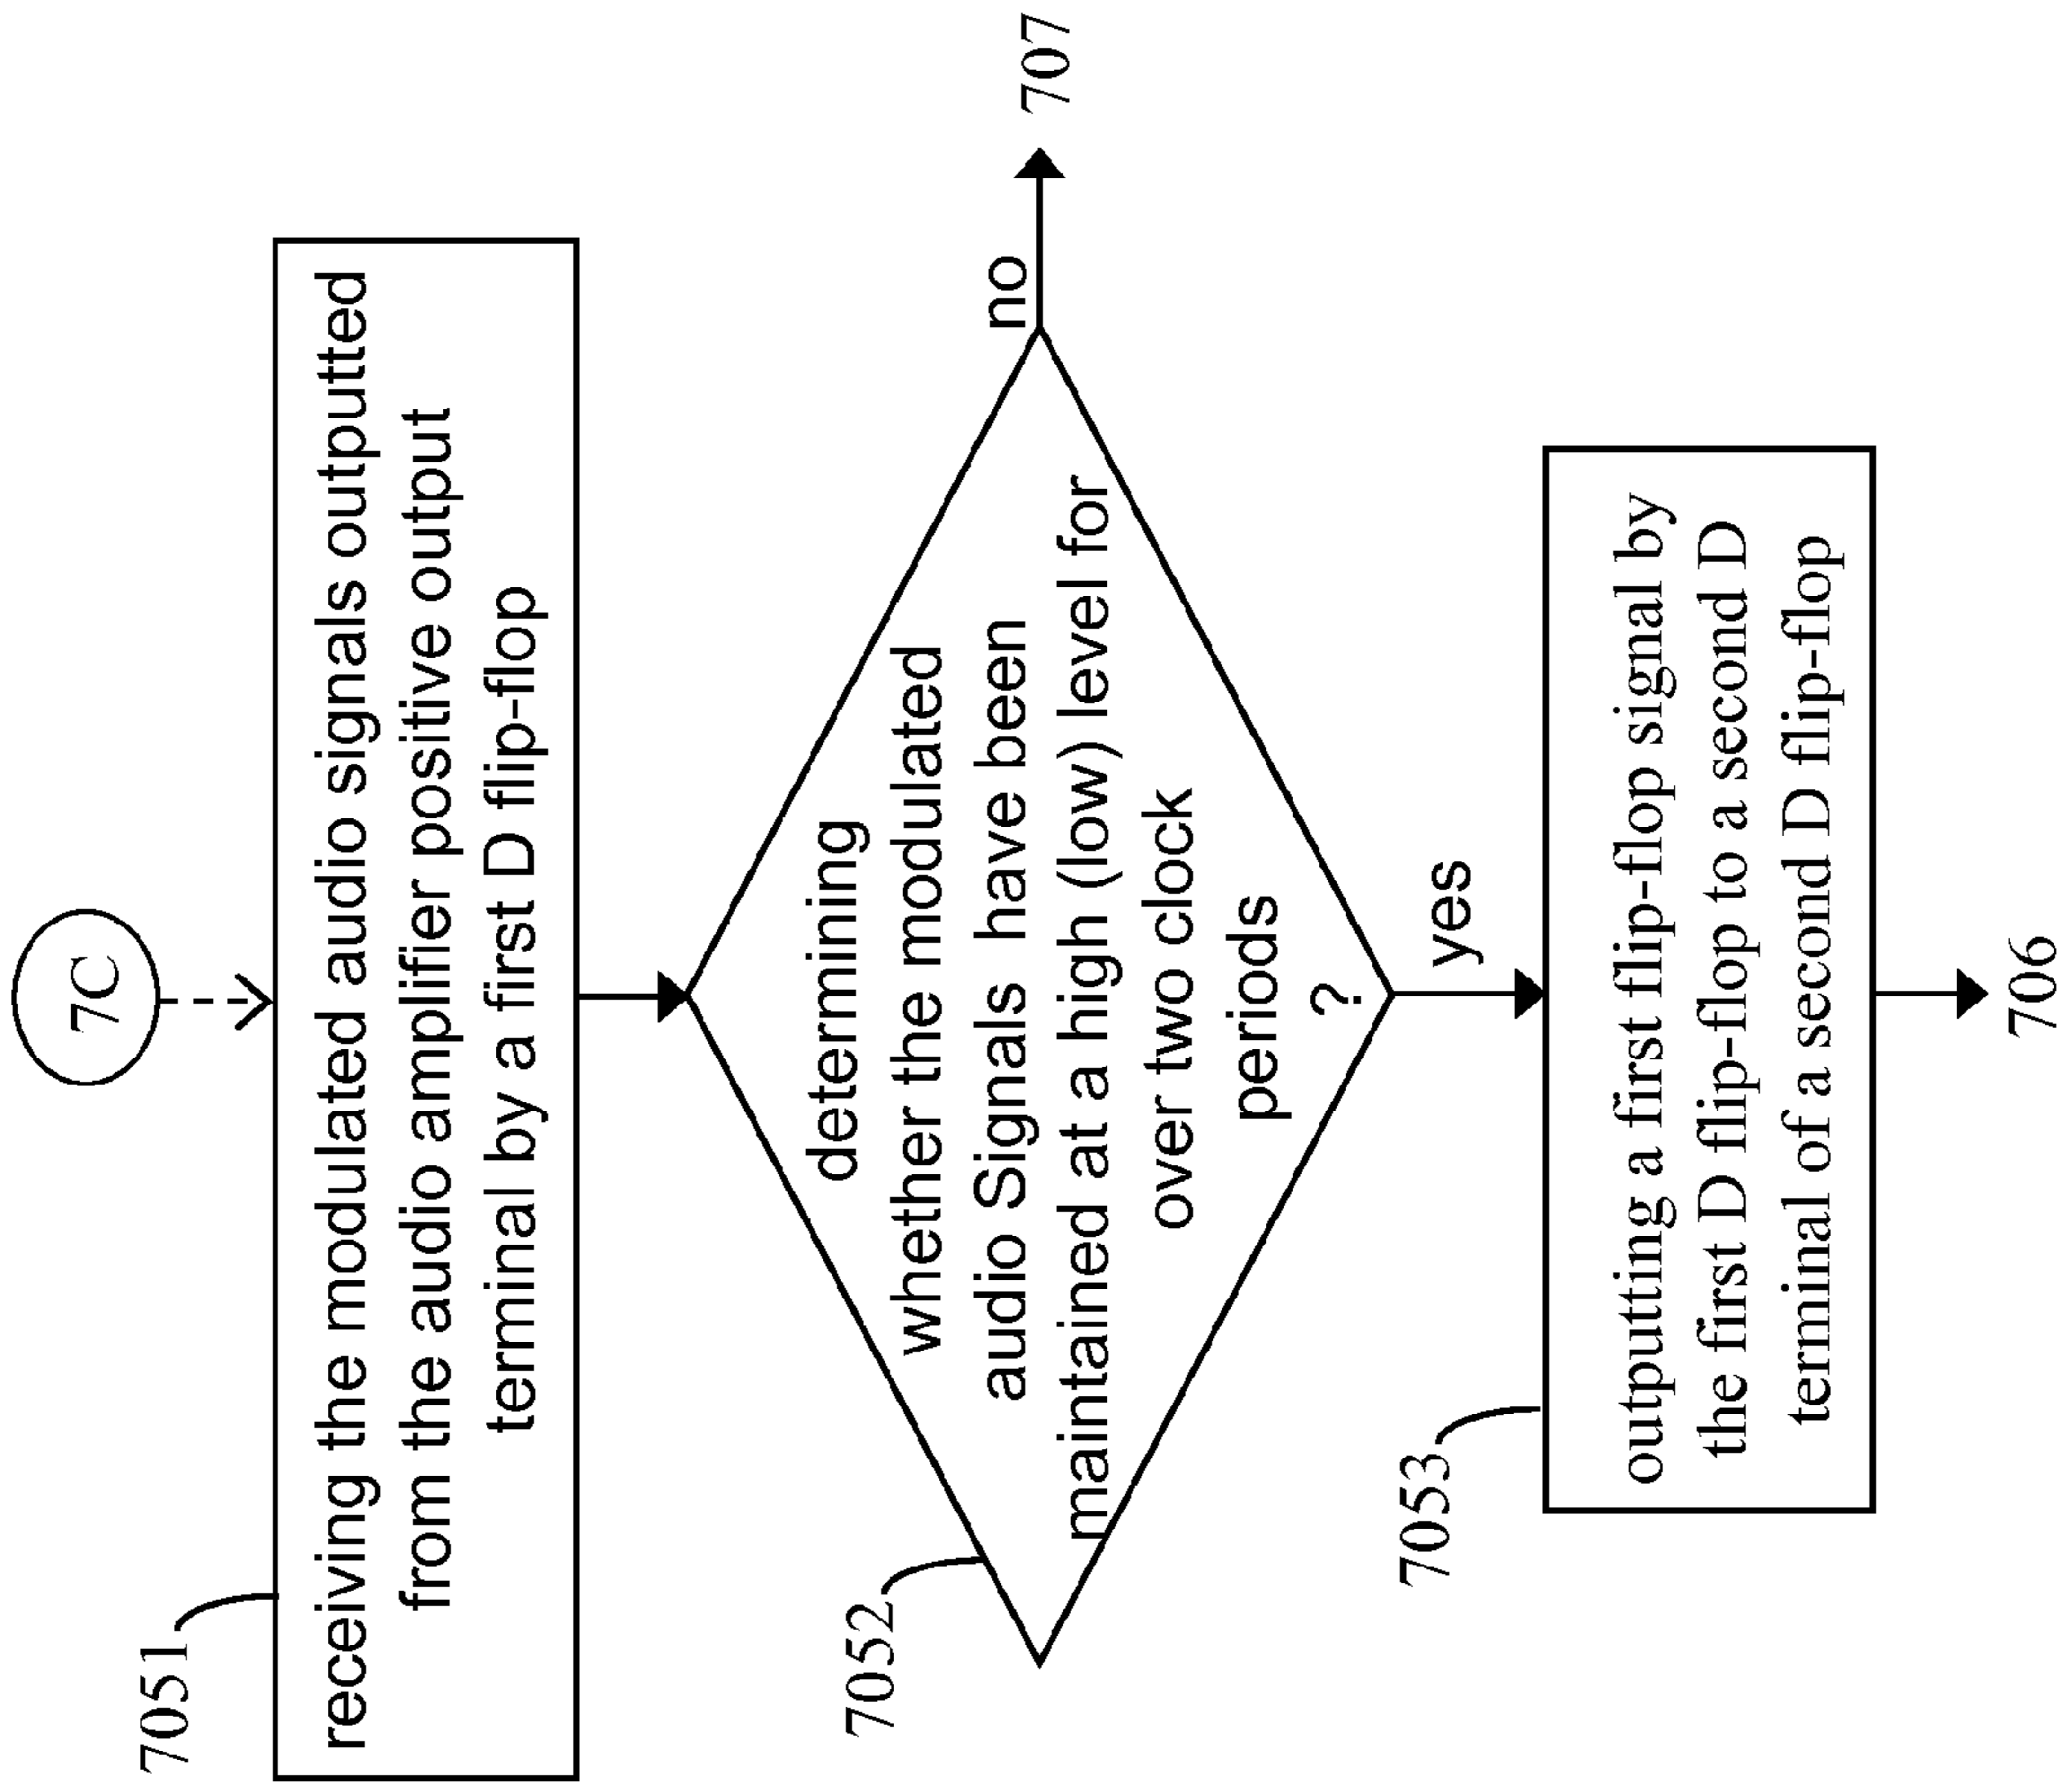 7C
7051
receiving the modulated audio signals outputted
from the audio amplifier positive output
terminal by a first D flip-flop
7052
determining
whether the modulated
audio Signals have been
maintained at a high (low) level for
over two clock
periods
?
no
707
yes
7053
outputting a first flip-flop signal by
the first D flip-flop to a second D
terminal of a second D flip-flop
706